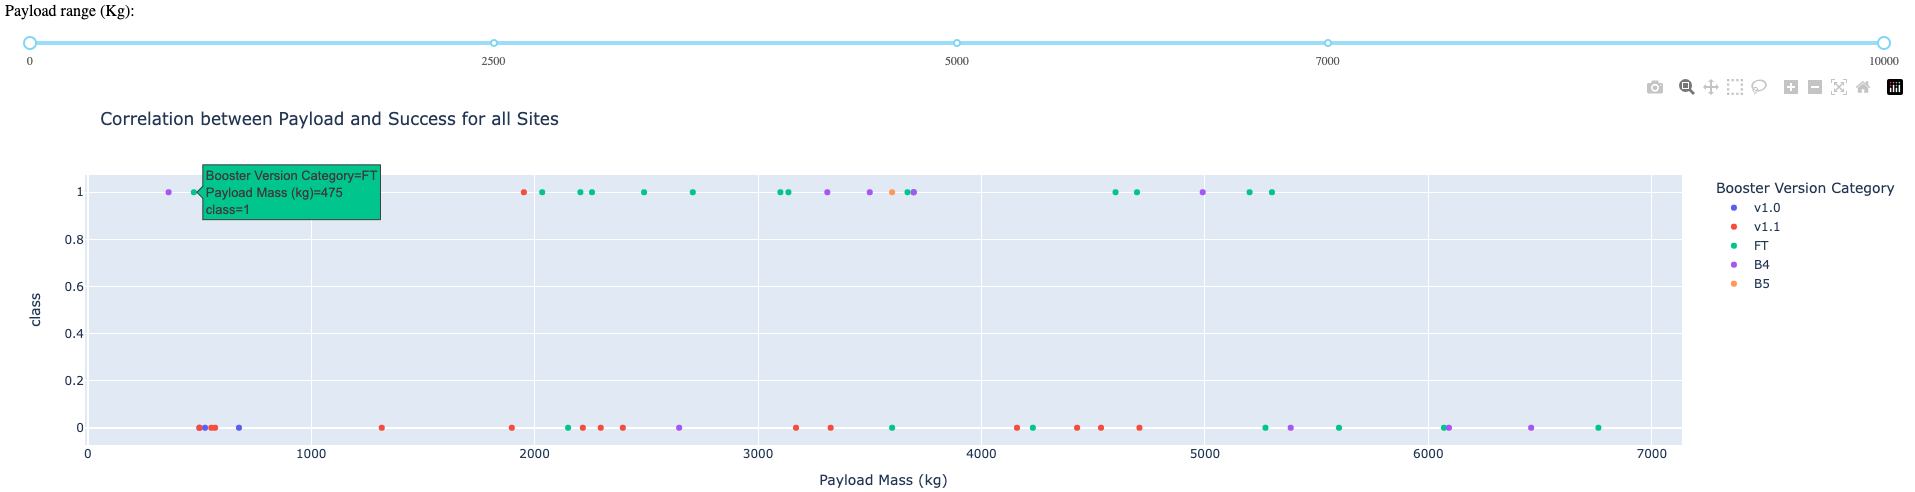 Payload range (Kg):
0 2500 5000 7000 10000
Correlation between Payload and Success for all Sites
Booster Version Category=FT
Payload Mass (kg)=475
class=1
1
0.8
0.6
0.4
0.2
0
class
0 1000 2000 3000 4000 5000 6000 7000
Payload Mass (kg)
Booster Version Category
v1.0
v1.1
FT
B4
B5